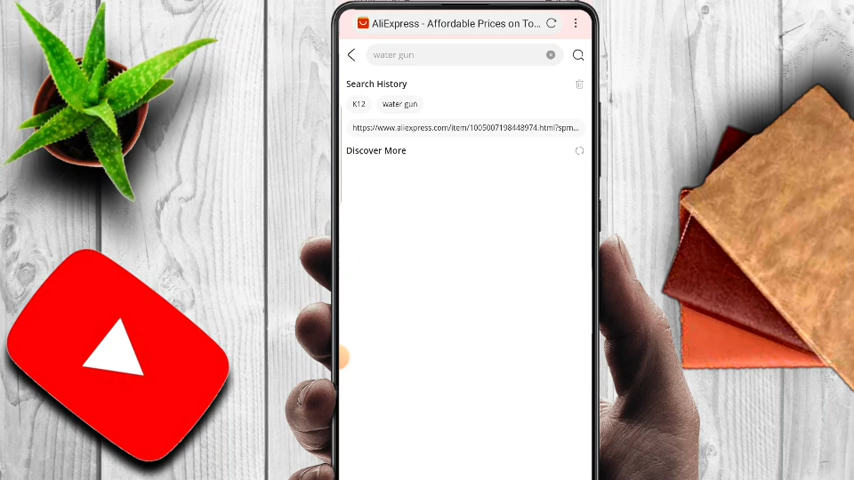 AliExpress - Affordable Prices on To...
water gun
Search History
K12 water gun
https://www.aliexpress.com/item/1005007198448974.html?spm...
Discover More